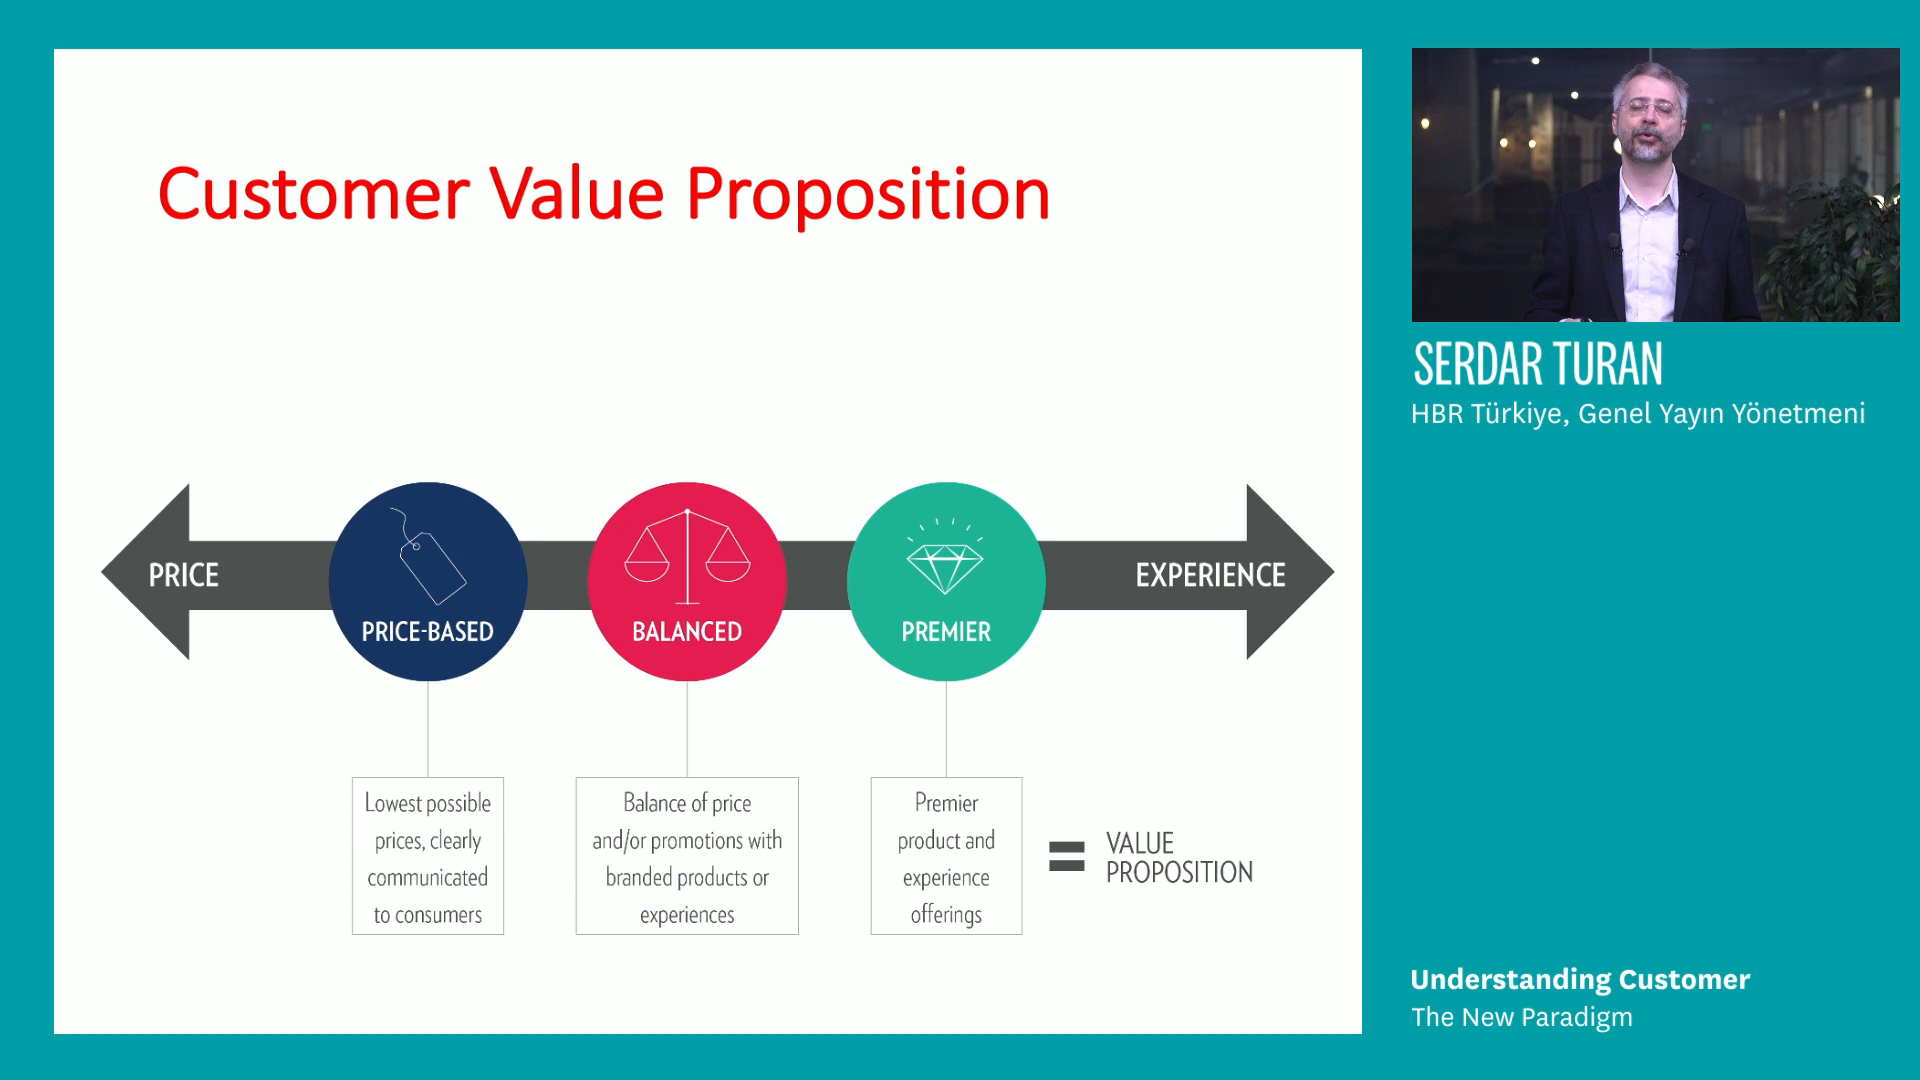 Customer Value Proposition
PRICE
PRICE-BASED
BALANCED
PREMIER
EXPERIENCE
Lowest possible
prices, clearly
communicated
to consumers
Balance of price
and/or promotions with
branded products or
experiences
Premier
product and
experience
offerings
=
VALUE
PROPOSITION
SERDAR TURAN
HBR Türkiye, Genel Yayın Yönetmeni
Understanding Customer
The New Paradigm